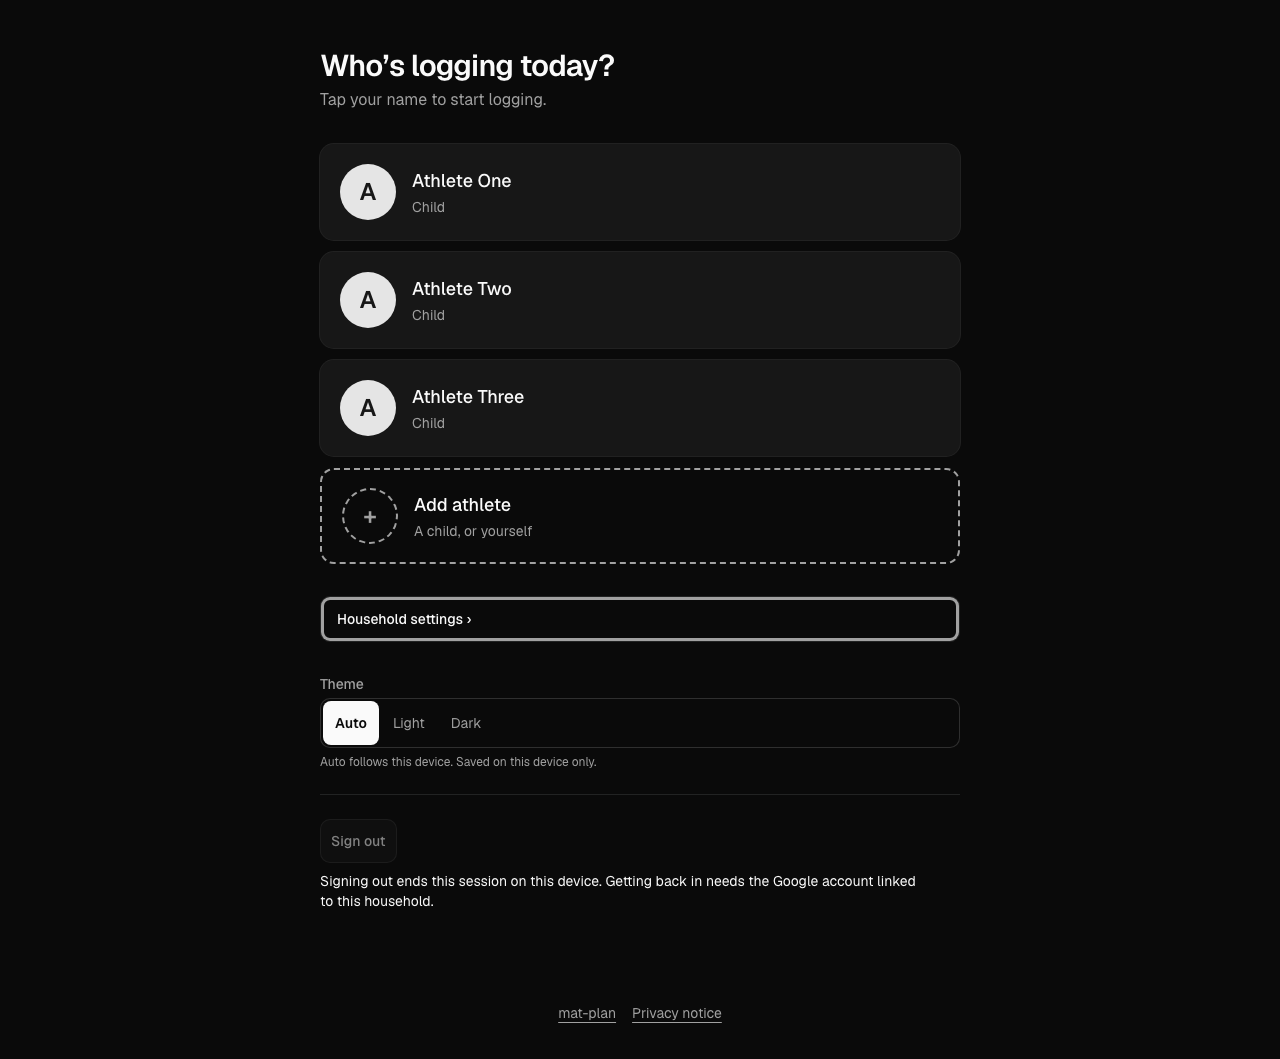 Who’s logging today?
Tap your name to start logging.
A
Athlete One
Child
A
Athlete Two
Child
A
Athlete Three
Child
+
Add athlete
A child, or yourself
Household settings ›
Theme
Auto Light Dark
Auto follows this device. Saved on this device only.
Sign out
Signing out ends this session on this device. Getting back in needs the Google account linked
to this household.
mat-plan Privacy notice